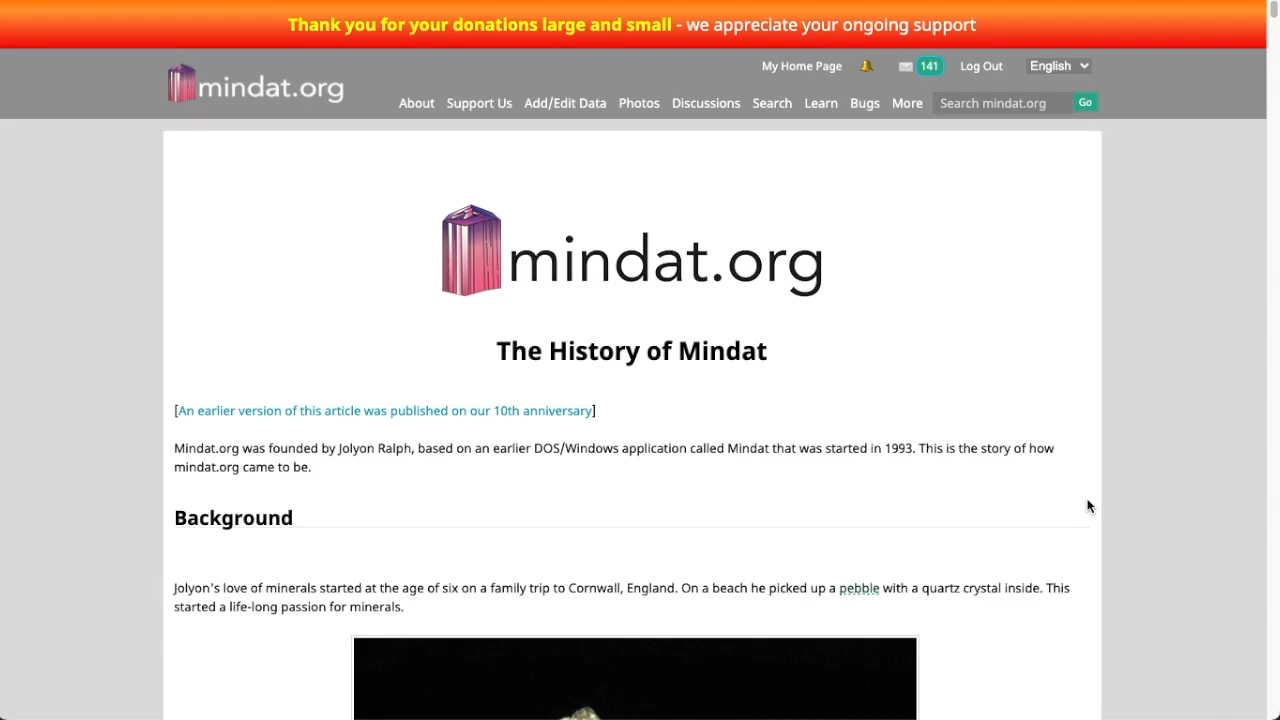 Thank you for your donations large and small - we appreciate your ongoing support
My Home Page 141 Log Out English
mindat.org
About Support Us Add/Edit Data Photos Discussions Search Learn Bugs More Search mindat.org Go
mindat.org
The History of Mindat
[An earlier version of this article was published on our 10th anniversary]
Mindat.org was founded by Jolyon Ralph, based on an earlier DOS/Windows application called Mindat that was started in 1993. This is the story of how
mindat.org came to be.
Background
Jolyon's love of minerals started at the age of six on a family trip to Cornwall, England. On a beach he picked up a pebble with a quartz crystal inside. This
started a life-long passion for minerals.